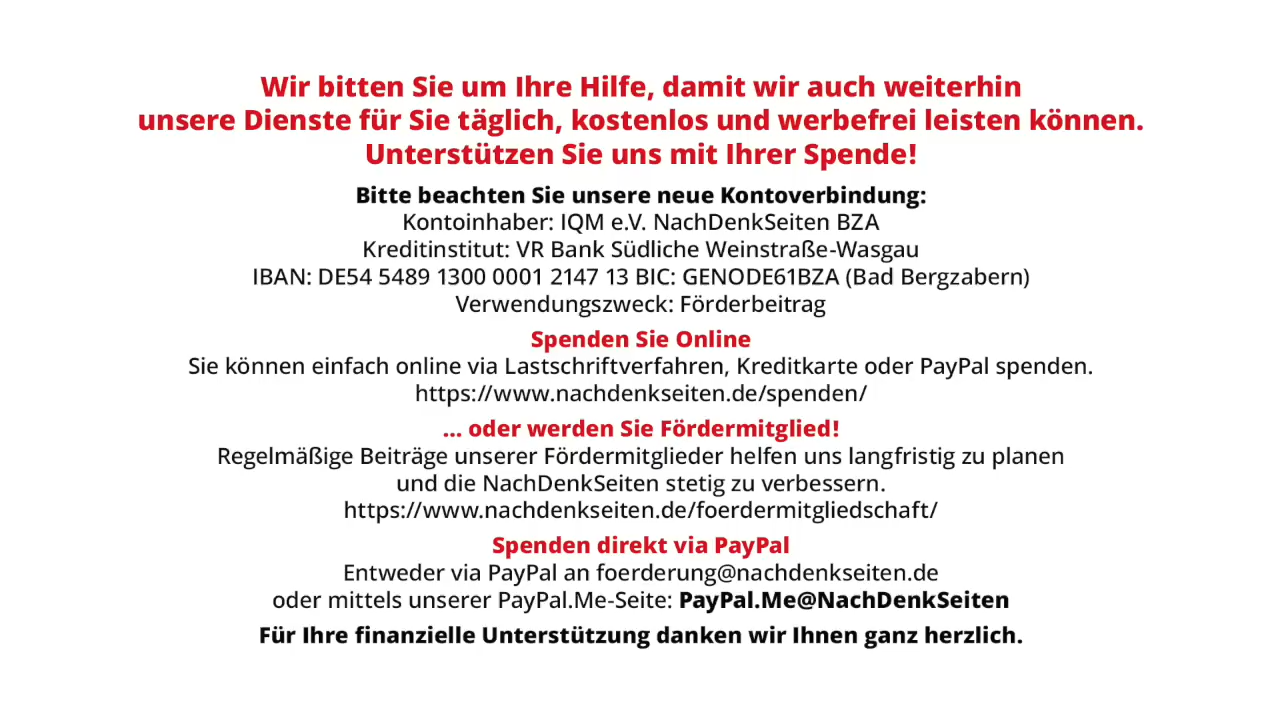 Wir bitten Sie um Ihre Hilfe, damit wir auch weiterhin
unsere Dienste für Sie täglich, kostenlos und werbefrei leisten können.
Unterstützen Sie uns mit Ihrer Spende!
Bitte beachten Sie unsere neue Kontoverbindung:
Kontoinhaber: IQM e.V. NachDenkSeiten BZA
Kreditinstitut: VR Bank Südliche Weinstraße-Wasgau
IBAN: DE54 5489 1300 0001 2147 13 BIC: GENODE61BZA (Bad Bergzabern)
Verwendungszweck: Förderbeitrag
Spenden Sie Online
Sie können einfach online via Lastschriftverfahren, Kreditkarte oder PayPal spenden.
https://www.nachdenkseiten.de/spenden/
... oder werden Sie Fördermitglied!
Regelmäßige Beiträge unserer Fördermitglieder helfen uns langfristig zu planen
und die NachDenkSeiten stetig zu verbessern.
https://www.nachdenkseiten.de/foerdermitgliedschaft/
Spenden direkt via PayPal
Entweder via PayPal an foerderung@nachdenkseiten.de
oder mittels unserer PayPal.Me-Seite: PayPal.Me@NachDenkSeiten
Für Ihre finanzielle Unterstützung danken wir Ihnen ganz herzlich.